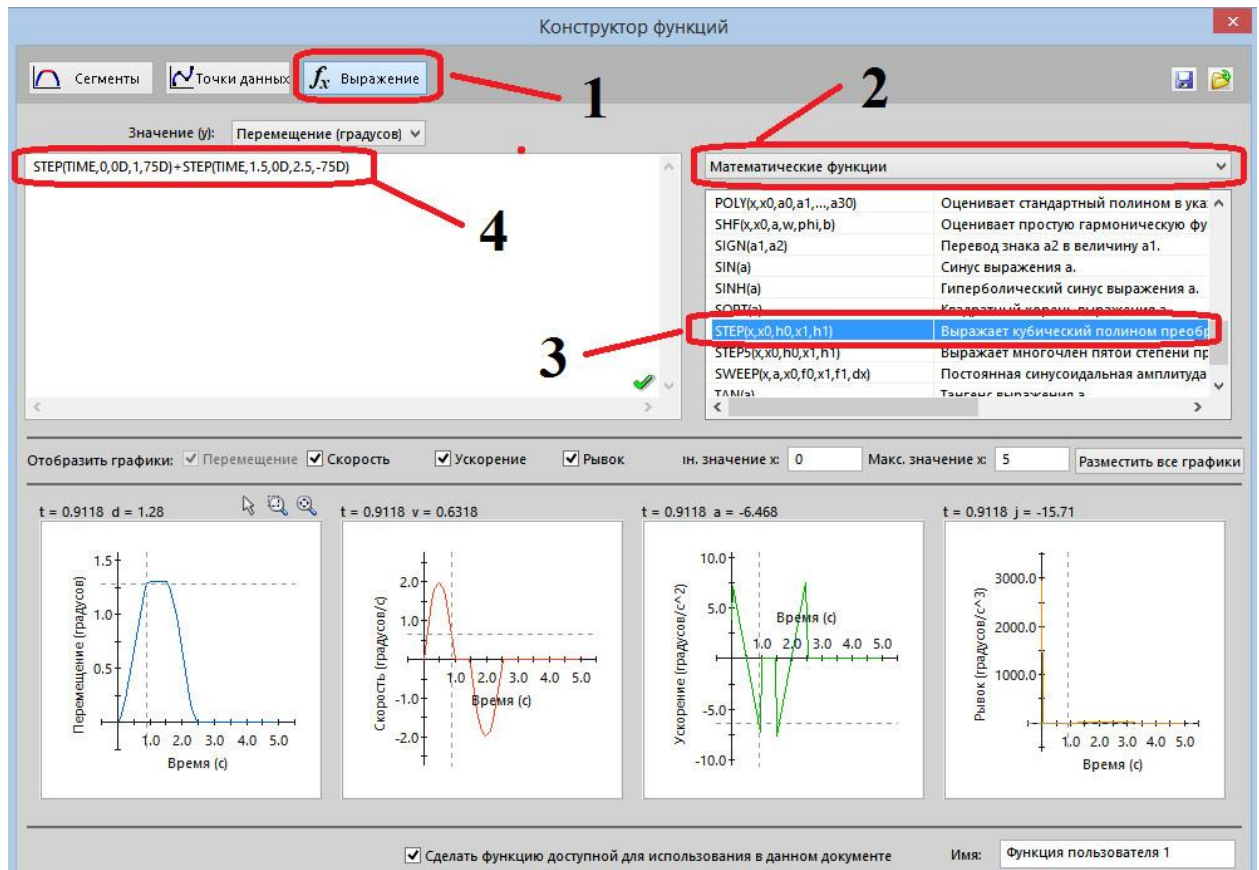 Конструктор функций
Сегменты Точки данных fx Выражение
1
2
Значение (y): Перемещение (градусов)
STEP(TIME,0,0D,1,75D)+STEP(TIME,1.5,0D,2.5,-75D)
4
Математические функции
POLY(x,x0,a0,a1,...,a30) Оценивает стандартный полином в ука
SHF(x,x0,a,w,phi,b) Оценивает простую гармоническую фу
SIGN(a1,a2) Перевод знака a2 в величину a1.
SIN(a) Синус выражения a.
SINH(a) Гиперболический синус выражения a.
SQRT(a) Квадратный корень выражения a
STEP(x,x0,h0,x1,h1) Выражает кубический полином преобр
3
STEP5(x,x0,h0,x1,h1) Выражает многочлен пятой степени пр
SWEEP(x,a,x0,f0,x1,f1,dx) Постоянная синусоидальная амплитуда
TAN(a) Тангенс выражения a
Отобразить графики: Перемещение Скорость Ускорение Рывок ин. значение x: 0 Макс. значение x: 5 Разместить все графики
t = 0.9118 d = 1.28
1.5
1.0
0.5
1.0 2.0 3.0 4.0 5.0
Время (с)
Перемещение (градусов)
t = 0.9118 v = 0.6318
2.0
1.0
-1.0
-2.0
1.0 2.0 3.0 4.0 5.0
Время (с)
Скорость (градусов/с)
t = 0.9118 a = -6.468
10.0
5.0
-5.0
-10.0
Время (с)
1.0 2.0 3.0 4.0 5.0
Ускорение (градусов/с^2)
t = 0.9118 j = -15.71
3000.0
2000.0
1000.0
1.0 2.0 3.0 4.0 5.0
Время (с)
Рывок (градусов/с^3)
Сделать функцию доступной для использования в данном документе Имя: Функция пользователя 1